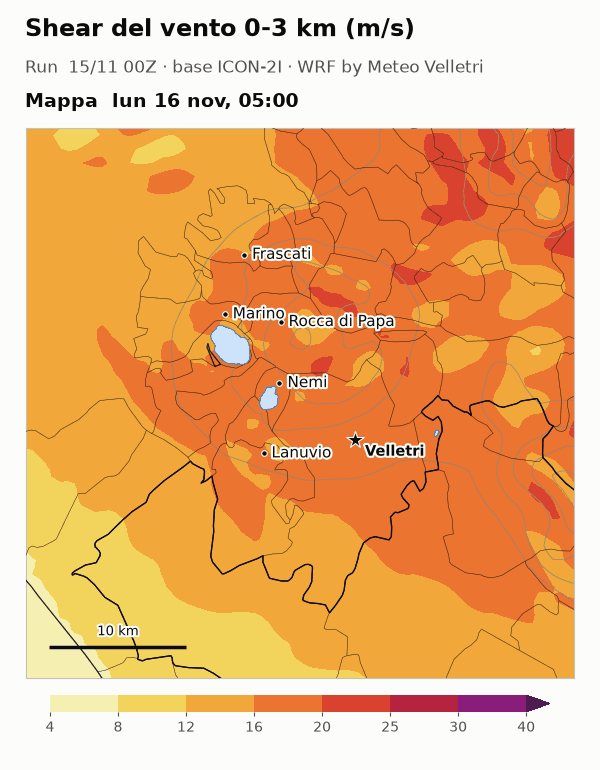 Shear del vento 0-3 km (m/s)
Run 15/11 00Z · base ICON-2I · WRF by Meteo Velletri
Mappa lun 16 nov, 05:00
Frascati
Marino
Rocca di Papa
Nemi
Velletri
Lanuvio
10 km
4 8 12 16 20 25 30 40